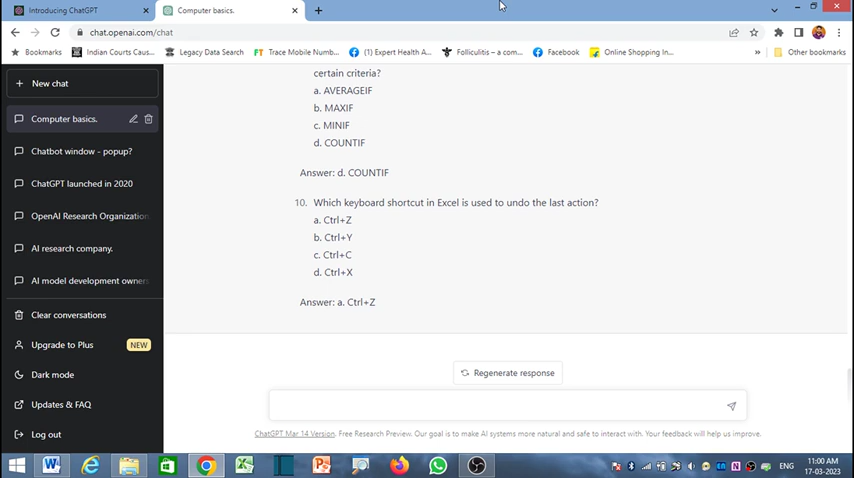 Introducing ChatGPT
Computer basics.
chat.openai.com/chat
Bookmarks
Indian Courts Caus...
Legacy Data Search
FT Trace Mobile Numb...
(1) Expert Health A...
Folliculitis – a com...
Facebook
Online Shopping In...
Other bookmarks
New chat
Computer basics.
Chatbot window - popup?
ChatGPT launched in 2020
OpenAI Research Organization
AI research company.
AI model development owner
Clear conversations
Upgrade to Plus NEW
Dark mode
Updates & FAQ
Log out
certain criteria?
a. AVERAGEIF
b. MAXIF
c. MINIF
d. COUNTIF
Answer: d. COUNTIF
10. Which keyboard shortcut in Excel is used to undo the last action?
a. Ctrl+Z
b. Ctrl+Y
c. Ctrl+C
d. Ctrl+X
Answer: a. Ctrl+Z
Regenerate response
ChatGPT Mar 14 Version. Free Research Preview. Our goal is to make AI systems more natural and safe to interact with. Your feedback will help us improve.
ENG
11:00 AM
17-03-2023